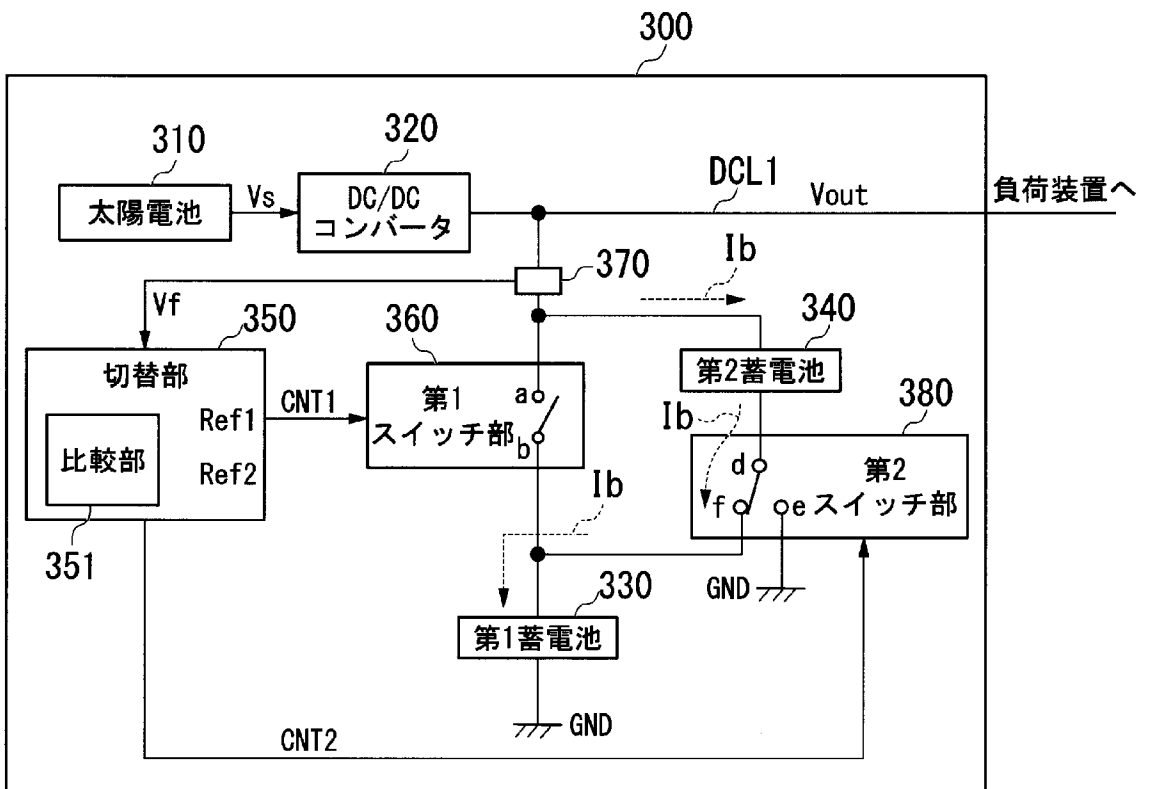 300
310
320
太陽電池
Vs
DC/DC
コンバータ
DCL1
Vout
負荷装置へ
370
Ib
Vf
350
360
340
切替部
CNT1
第1
スイッチ部
a
b
第2蓄電池
Ref1
Ref2
比較部
351
Ib
380
d
f
e
第2
スイッチ部
Ib
GND
330
第1蓄電池
GND
CNT2